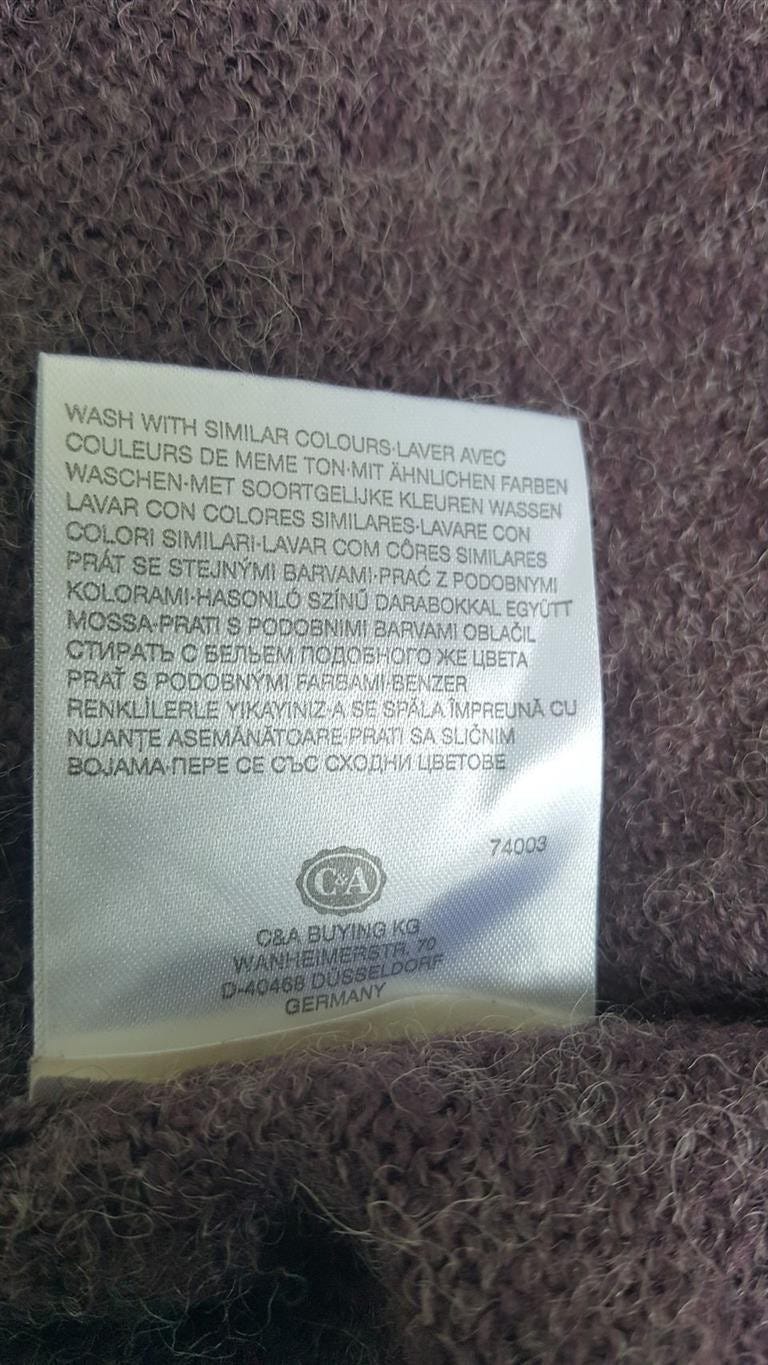 WASH WITH SIMILAR COLOURS·LAVER AVEC
COULEURS DE MEME TON·MIT ÄHNLICHEN FARBEN
WASCHEN·MET SOORTGELIJKE KLEUREN WASSEN
LAVAR CON COLORES SIMILARES·LAVARE CON
COLORI SIMILARI·LAVAR COM CÔRES SIMILARES
PRÁT SE STEJNÝMI BARVAMI·PRAĆ Z PODOBNYMI
KOLORAMI·HASONLÓ SZÍNŰ DARABOKKAL EGYÜTT
MOSSA·PRATI S PODOBNIMI BARVAMI OBLAČIL
СТИРАТЬ С БЕЛЬЕМ ПОДОБНОГО ЖЕ ЦВЕТА
PRAŤ S PODOBNÝMI FARBAMI·BENZER
RENKLİLERLE YIKAYINIZ·A SE SPĂLA ÎMPREUNĂ CU
NUANȚE ASEMĂNĂTOARE·PRATI SA SLIČNIM
BOJAMA·ПЕРЕ СЕ СЪС СХОДНИ ЦВЕТОВЕ
74003
C&A
C&A BUYING KG
WANHEIMERSTR. 70
D-40468 DÜSSELDORF
GERMANY